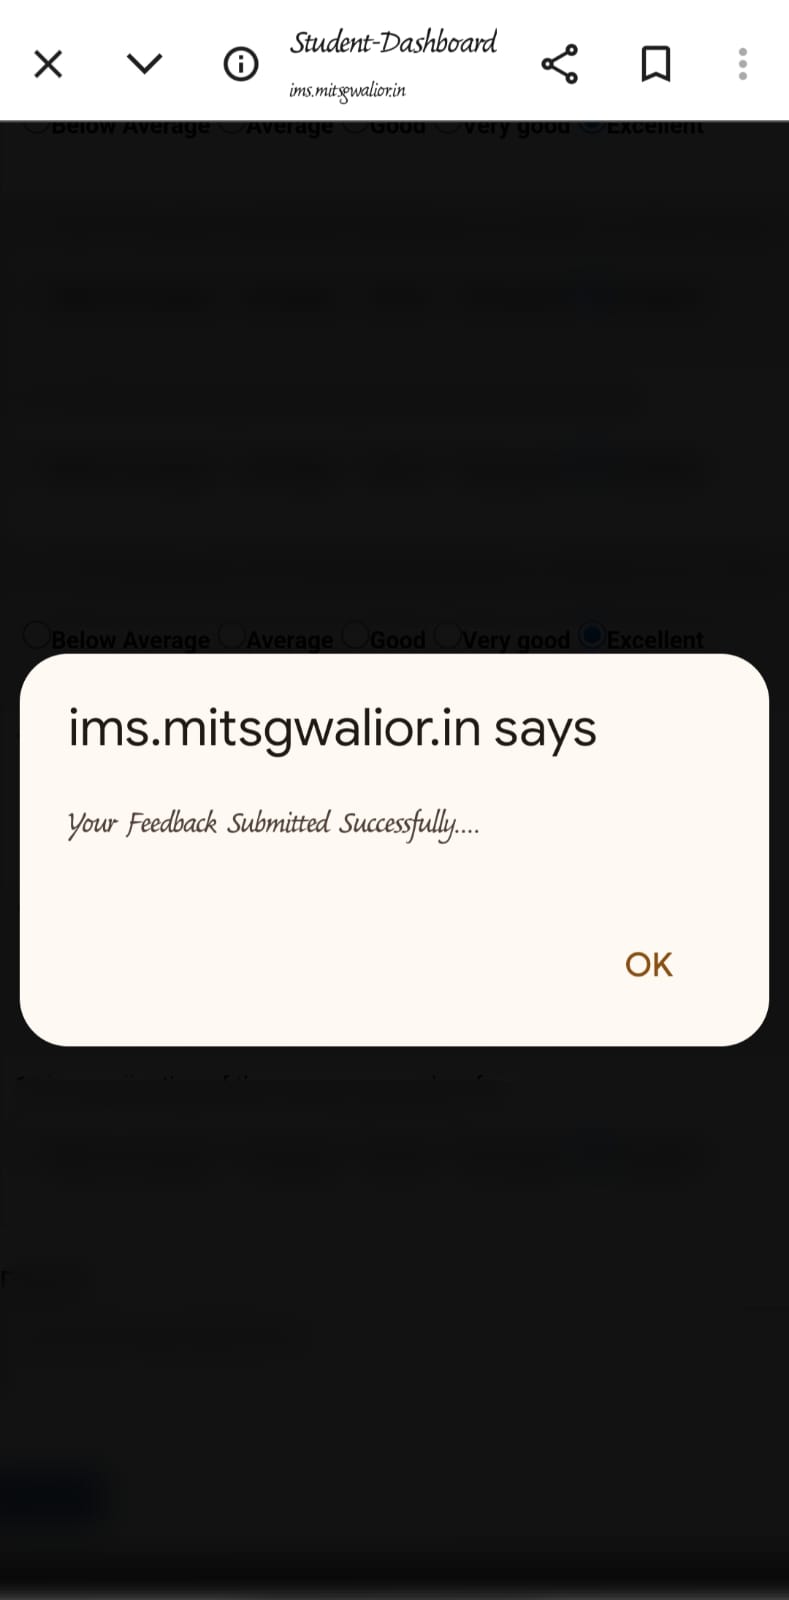 Student-Dashboard
ims.mitsgwalior.in
Below Average Average Good Very good Excellent
Below Average Average Good Very good Excellent
ims.mitsgwalior.in says
Your Feedback Submitted Successfully....
OK